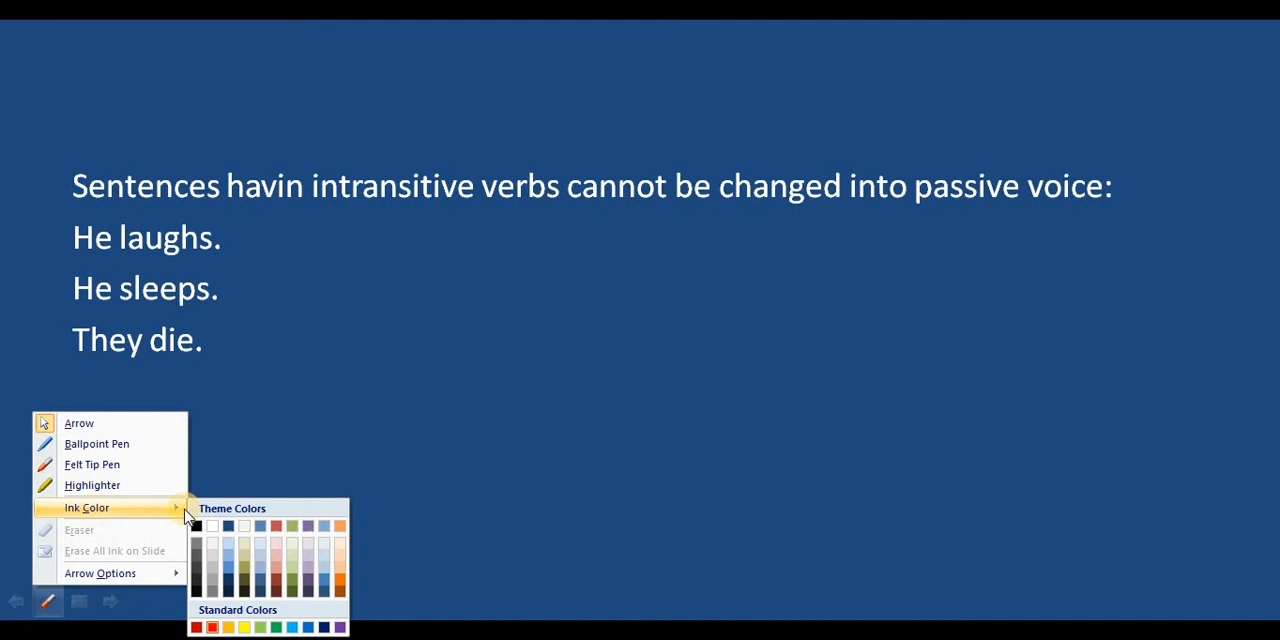 Sentences havin intransitive verbs cannot be changed into passive voice:
He laughs.
He sleeps.
They die.
Arrow
Ballpoint Pen
Felt Tip Pen
Highlighter
Ink Color
Eraser
Erase All Ink on Slide
Arrow Options
Theme Colors
Standard Colors